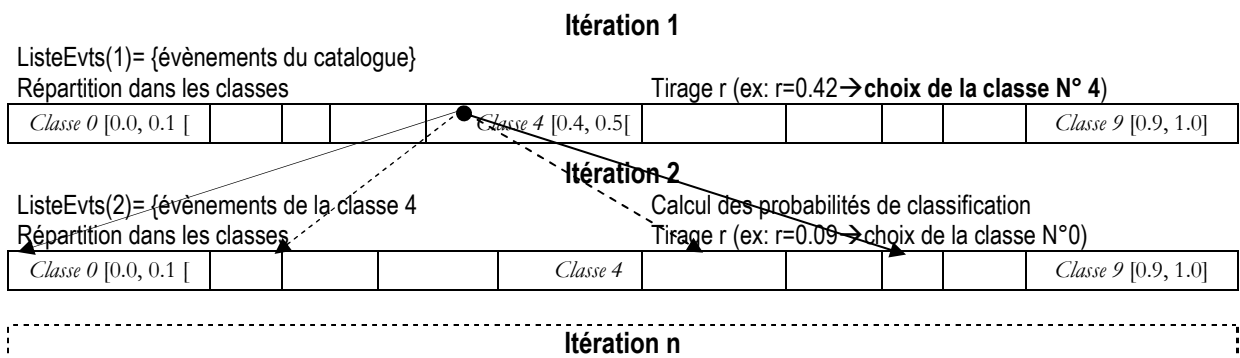 Itération 1
ListeEvts(1)= {évènements du catalogue}
Répartition dans les classes
Tirage r (ex: r=0.42→choix de la classe N° 4)
Classe 0 [0.0, 0.1 [
Classe 4 [0.4, 0.5[
Classe 9 [0.9, 1.0]
Itération 2
ListeEvts(2)= {évènements de la classe 4
Calcul des probabilités de classification
Répartition dans les classes
Tirage r (ex: r=0.09→choix de la classe N°0)
Classe 0 [0.0, 0.1 [
Classe 4
Classe 9 [0.9, 1.0]
Itération n